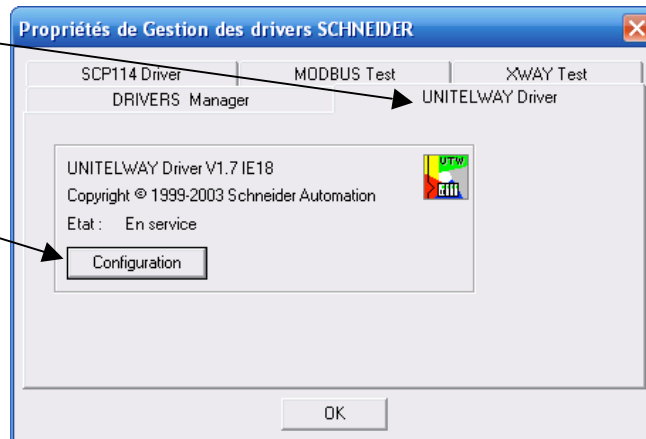 Propriétés de Gestion des drivers SCHNEIDER
SCP114 Driver MODBUS Test XWAY Test
DRIVERS Manager UNITELWAY Driver
UNITELWAY Driver V1.7 IE18
UTW
Copyright © 1999-2003 Schneider Automation
Etat : En service
Configuration
OK